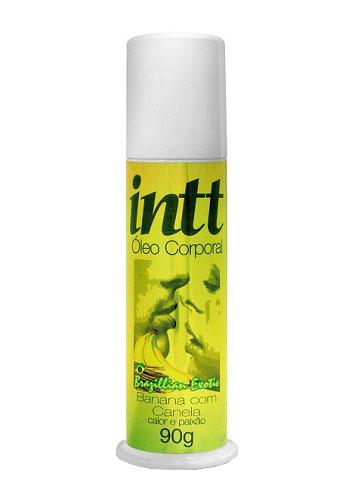 intt
Óleo Corporal
Brazillian Exotic
Banana com
Canela
calor e paixão
90g